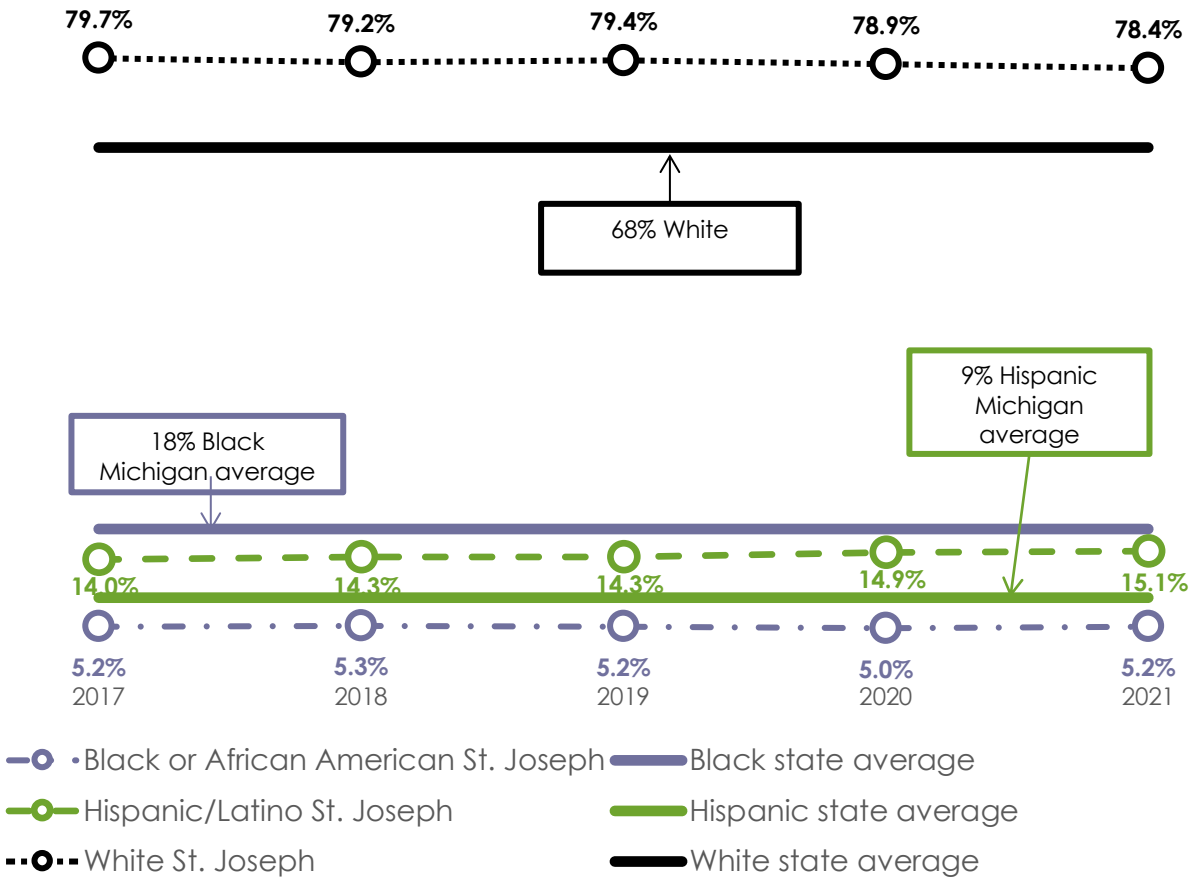 79.7% 79.2% 79.4% 78.9% 78.4%
68% White
9% Hispanic
Michigan
average
18% Black
Michigan average
14.0% 14.3% 14.3% 14.9% 15.1%
5.2% 5.3% 5.2% 5.0% 5.2%
2017 2018 2019 2020 2021
Black or African American St. Joseph Black state average
Hispanic/Latino St. Joseph Hispanic state average
White St. Joseph White state average